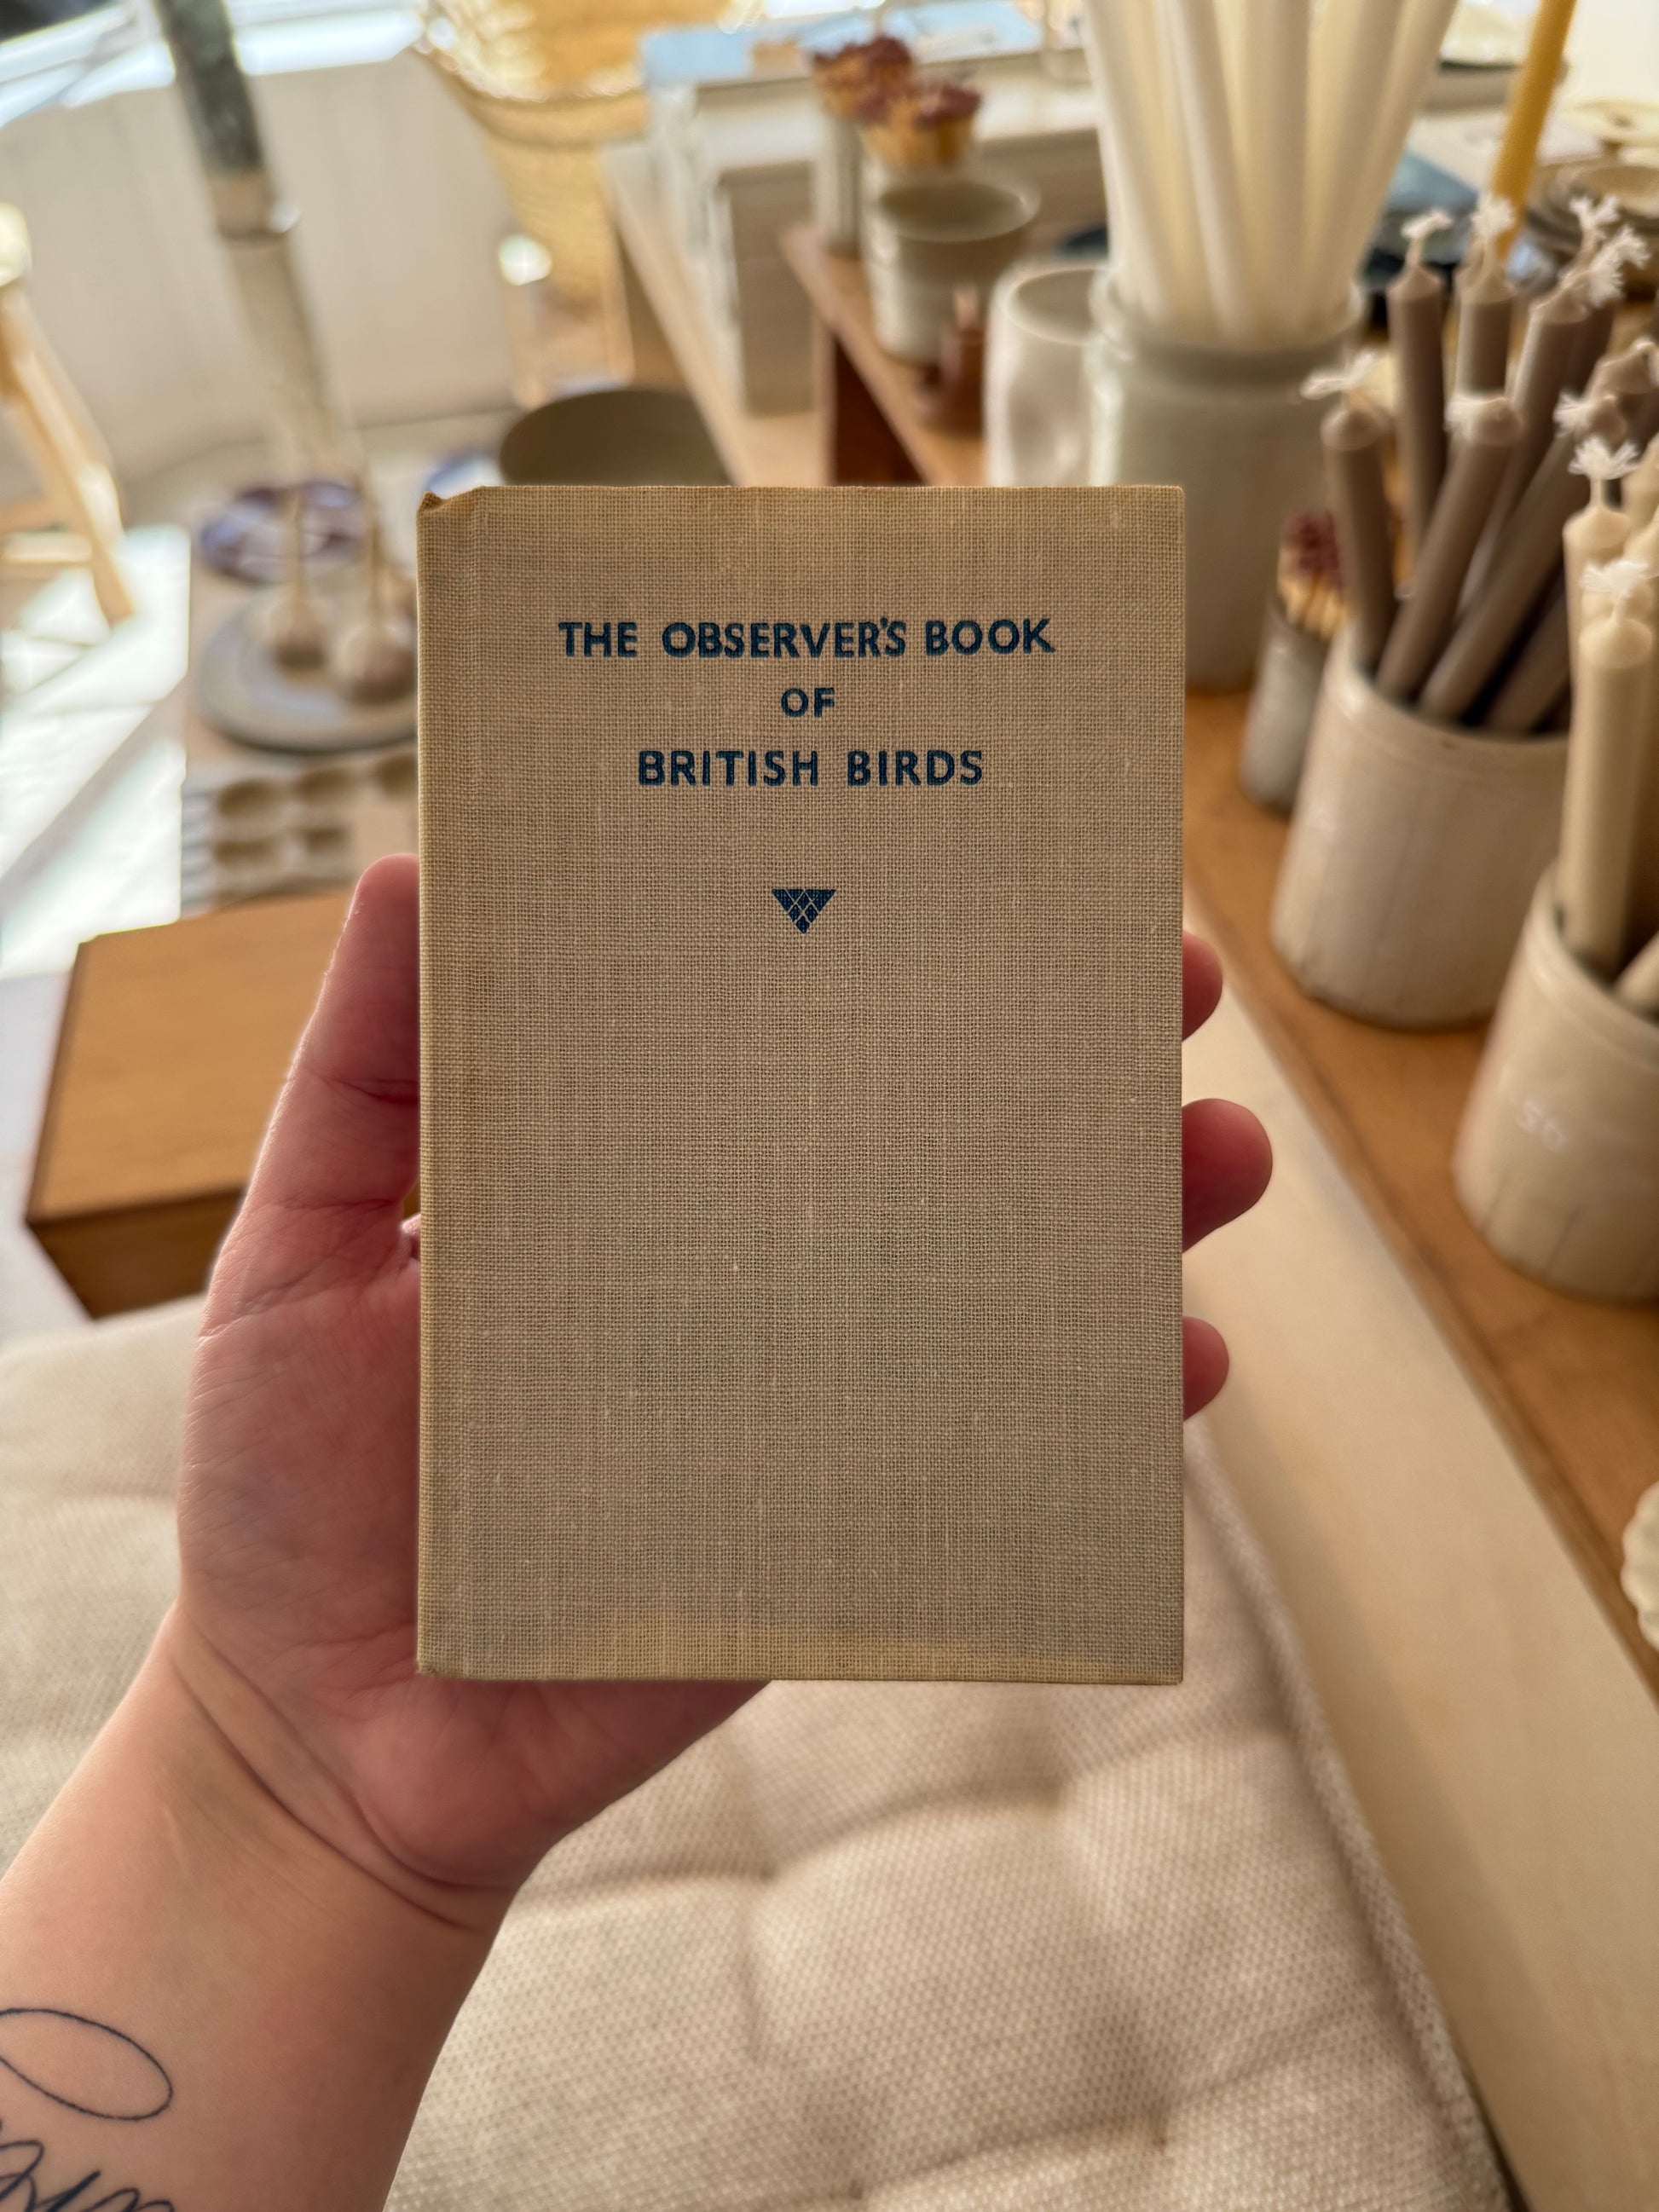 THE OBSERVER'S BOOK
OF
BRITISH BIRDS